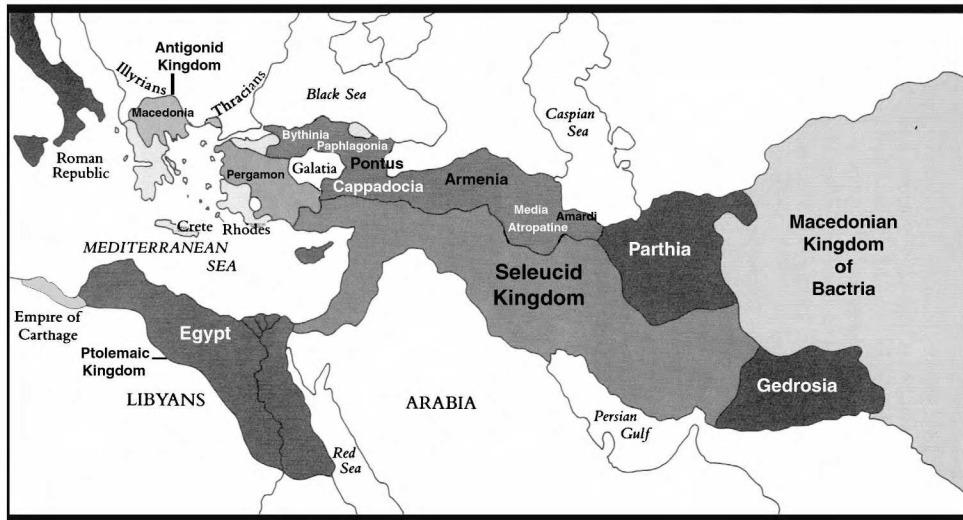 Antigonid
Kingdom
Illyrians
Thracians
Macedonia
Black Sea
Caspian
Sea
Bythinia
Paphlagonia
Roman
Republic
Galatia
Pontus
Pergamon
Cappadocia
Armenia
Media
Atropatine
Amardi
Crete
Rhodes
MEDITERRANEAN
SEA
Parthia
Macedonian
Kingdom
of
Bactria
Seleucid
Kingdom
Empire of
Carthage
Egypt
Ptolemaic
Kingdom
LIBYANS
ARABIA
Gedrosia
Persian
Gulf
Red
Sea